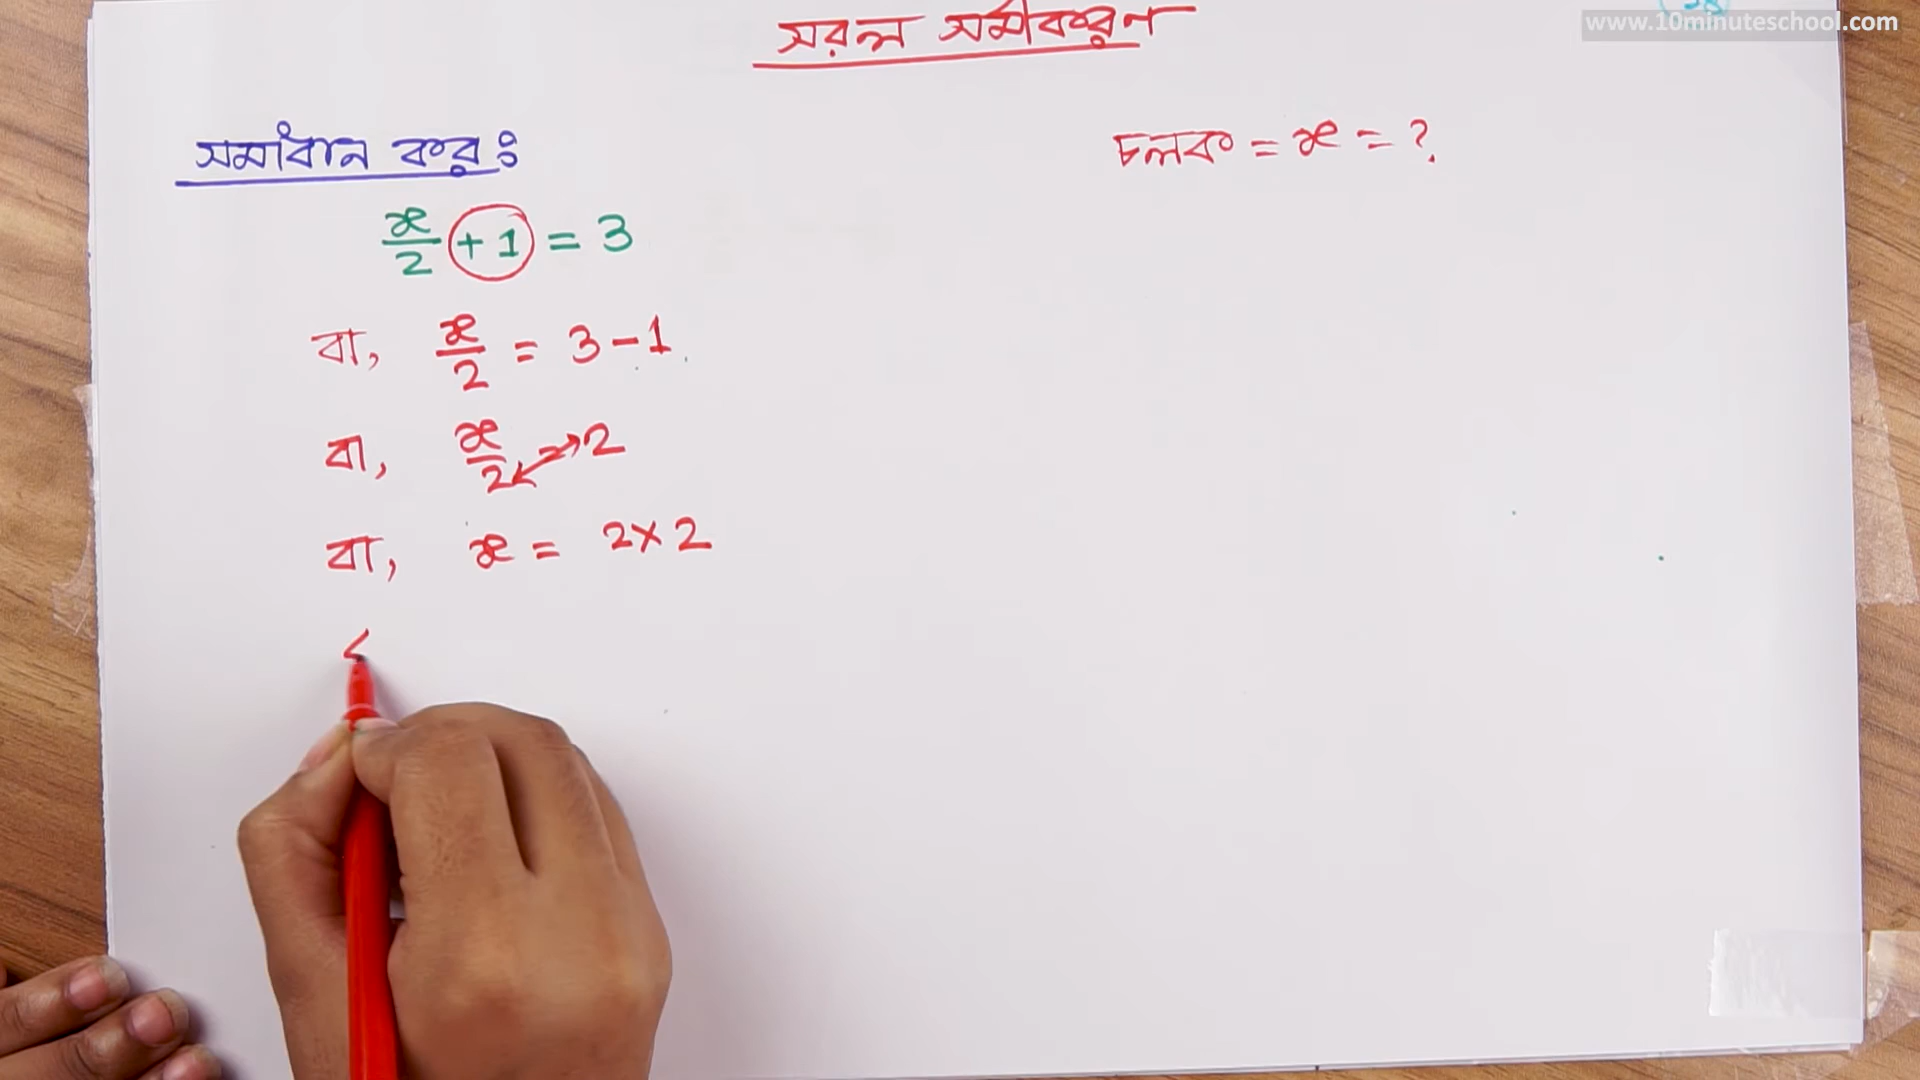 www.10minuteschool.com
সরল সমীকরণ
সমাধান কর ঃ
চলক = x = ?
x/2 + 1 = 3
বা, x/2 = 3 - 1
বা, x/2 = 2
বা, x = 2 × 2